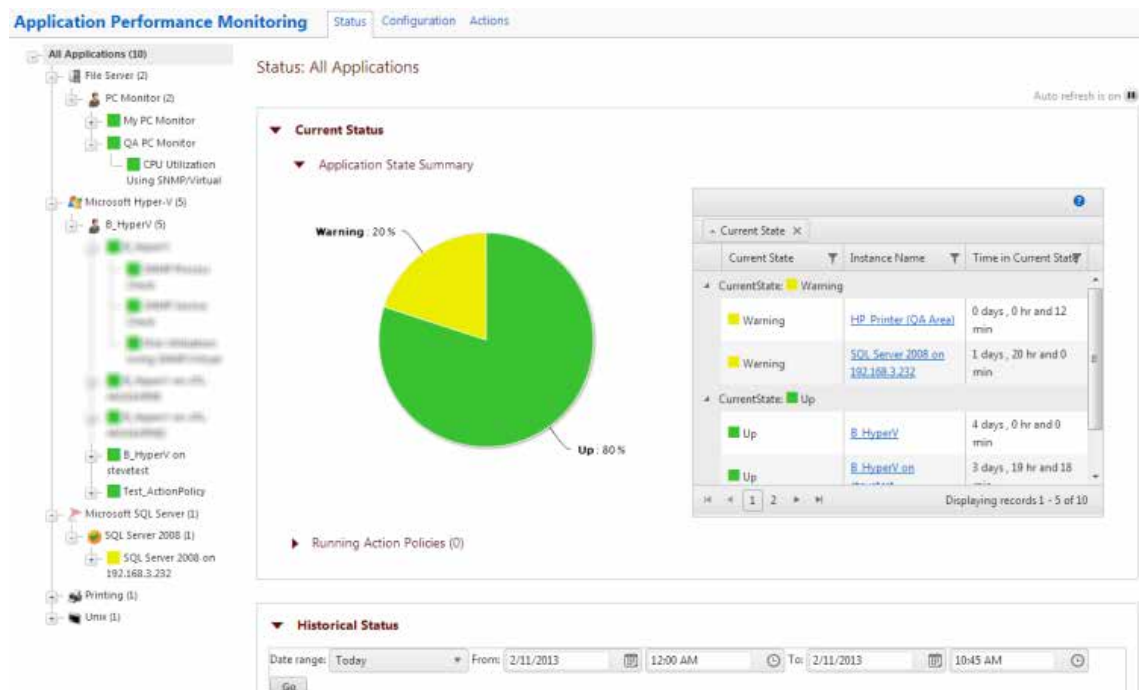 Application Performance Monitoring
Status
Configuration
Actions
All Applications (10)
File Server (2)
PC Monitor (2)
My PC Monitor
QA PC Monitor
CPU Utilization
Using SNMP/Virtual
Microsoft Hyper-V (5)
B_HyperV (5)
B_HyperV on
stevetest
Test_ActionPolicy
Microsoft SQL Server (1)
SQL Server 2008 (1)
SQL Server 2008 on
192.168.3.232
Printing (1)
Unix (1)
Status: All Applications
Auto refresh is on
Current Status
Application State Summary
Warning: 20 %
Up: 80 %
Current State
Current State
Instance Name
Time in Current State
CurrentState: Warning
Warning
HP Printer (QA Area)
0 days , 0 hr and 12
min
Warning
SQL Server 2008 on
192.168.3.232
1 days , 20 hr and 0
min
CurrentState: Up
Up
B_HyperV
4 days , 0 hr and 0
min
Up
B_HyperV on
3 days , 19 hr and 18
1 2
Displaying records 1 - 5 of 10
Running Action Policies (0)
Historical Status
Date range: Today From: 2/11/2013 12:00 AM To: 2/11/2013 10:45 AM
Go